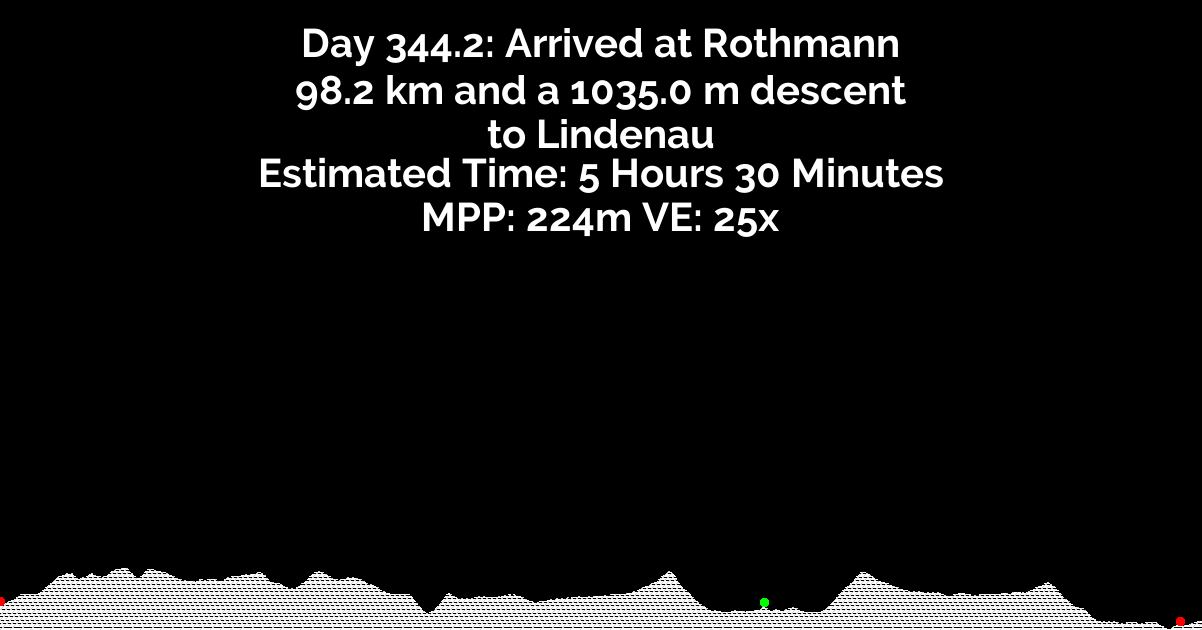 Day 344.2: Arrived at Rothmann
98.2 km and a 1035.0 m descent
to Lindenau
Estimated Time: 5 Hours 30 Minutes
MPP: 224m VE: 25x